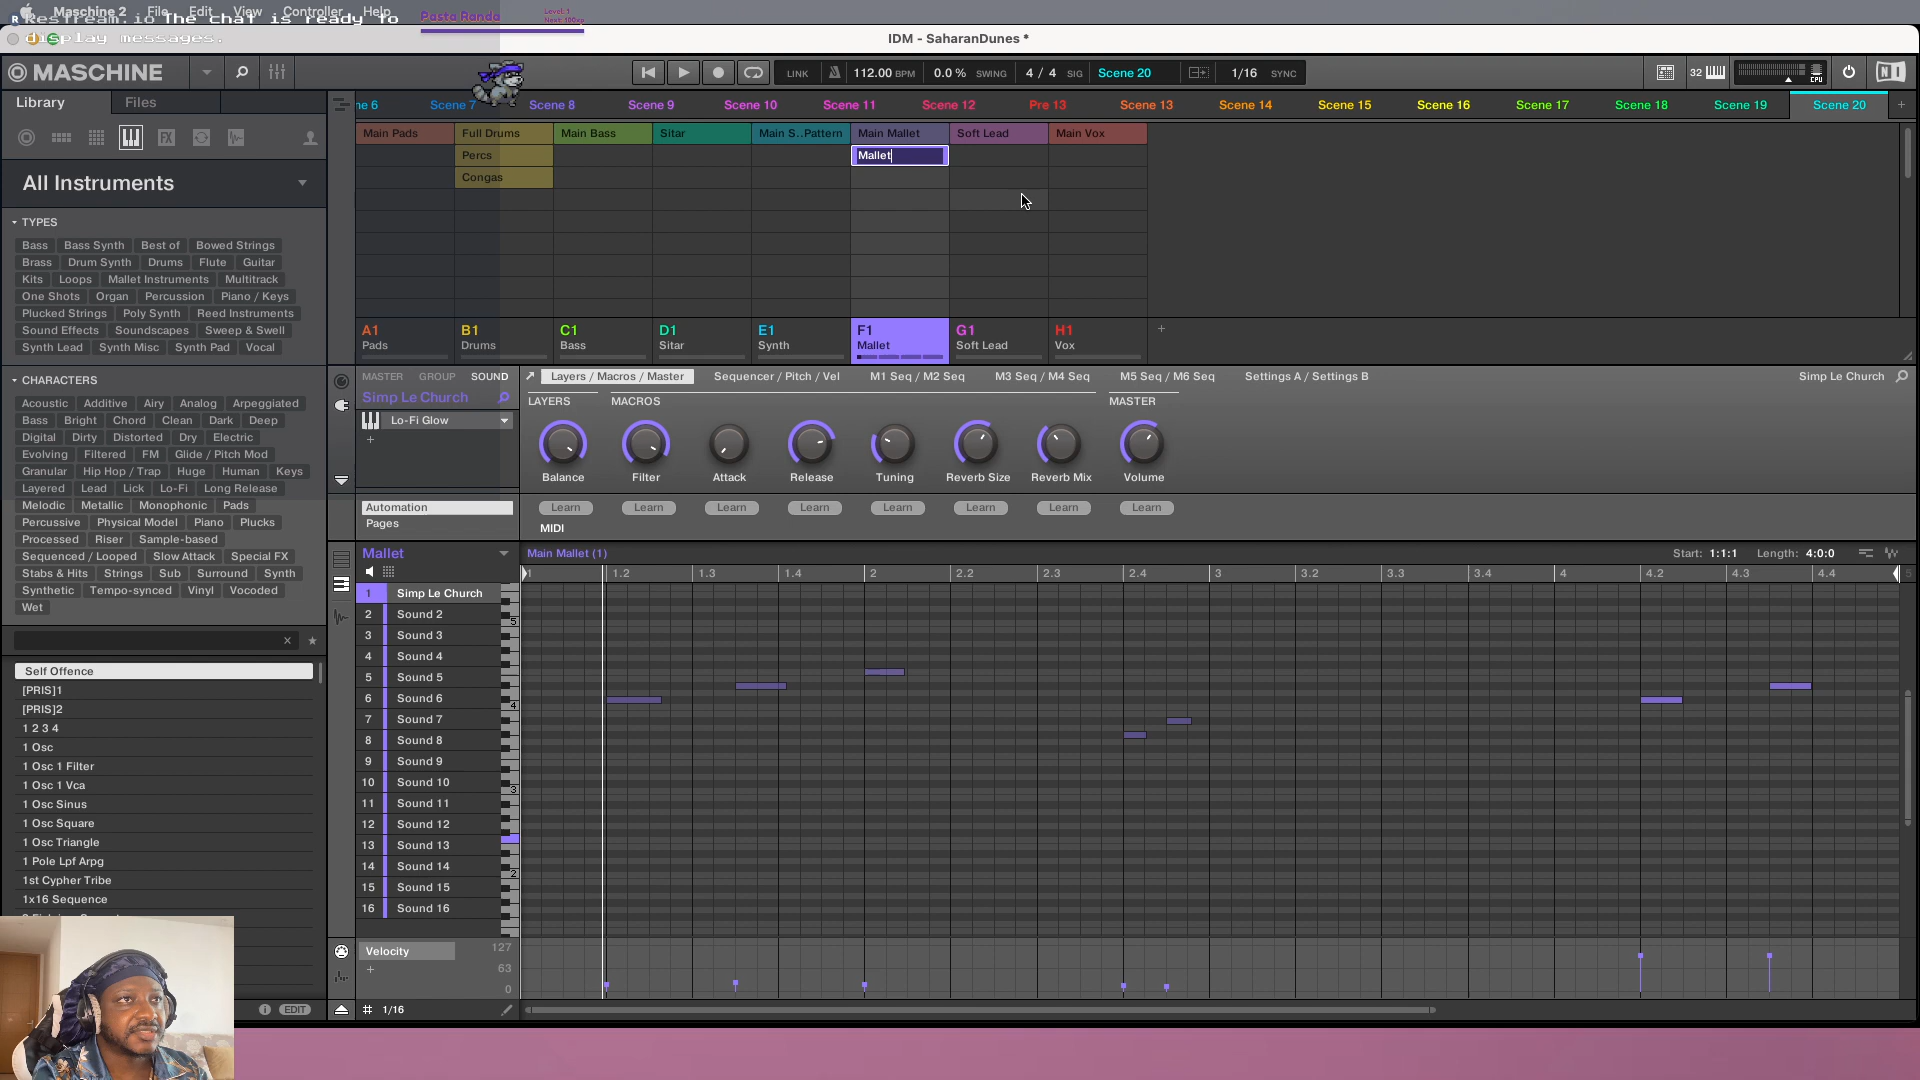 Maschine 2 File Edit View Controller Help
Restream.io The chat is ready to
display messages.
Pasta Randa
Level: 1
Next: 100xp
IDM - SaharanDunes *
MASCHINE
LINK 112.00 BPM 0.0 % SWING 4 / 4 SIG Scene 20 1/16 SYNC
32
CPU
Library Files
ne 6 Scene 7 Scene 8 Scene 9 Scene 10 Scene 11 Scene 12 Pre 13 Scene 13 Scene 14 Scene 15 Scene 16 Scene 17 Scene 18 Scene 19 Scene 20 +
Main Pads Full Drums Main Bass Sitar Main S..Pattern Main Mallet Soft Lead Main Vox
Percs Mallet
Congas
FX
All Instruments
TYPES
Bass Bass Synth Best of Bowed Strings
Brass Drum Synth Drums Flute Guitar
Kits Loops Mallet Instruments Multitrack
One Shots Organ Percussion Piano / Keys
Plucked Strings Poly Synth Reed Instruments
Sound Effects Soundscapes Sweep & Swell
Synth Lead Synth Misc Synth Pad Vocal
A1 B1 C1 D1 E1 F1 G1 H1 +
Pads Drums Bass Sitar Synth Mallet Soft Lead Vox
CHARACTERS
Acoustic Additive Airy Analog Arpeggiated
Bass Bright Chord Clean Dark Deep
Digital Dirty Distorted Dry Electric
Evolving Filtered FM Glide / Pitch Mod
Granular Hip Hop / Trap Huge Human Keys
Layered Lead Lick Lo-Fi Long Release
Melodic Metallic Monophonic Pads
Percussive Physical Model Piano Plucks
Processed Riser Sample-based
Sequenced / Looped Slow Attack Special FX
Stabs & Hits Strings Sub Surround Synth
Synthetic Tempo-synced Vinyl Vocoded
Wet
MASTER GROUP SOUND
Simp Le Church
Lo-Fi Glow
+
Automation
Pages
Layers / Macros / Master Sequencer / Pitch / Vel M1 Seq / M2 Seq M3 Seq / M4 Seq M5 Seq / M6 Seq Settings A / Settings B Simp Le Church
LAYERS MACROS MASTER
Balance Filter Attack Release Tuning Reverb Size Reverb Mix Volume
Learn Learn Learn Learn Learn Learn Learn Learn
MIDI
Mallet
Main Mallet (1) Start: 1:1:1 Length: 4:0:0
1 1.2 1.3 1.4 2 2.2 2.3 2.4 3 3.2 3.3 3.4 4 4.2 4.3 4.4 5
1 Simp Le Church
2 Sound 2
3 Sound 3
4 Sound 4
5 Sound 5
6 Sound 6
7 Sound 7
8 Sound 8
9 Sound 9
10 Sound 10
11 Sound 11
12 Sound 12
13 Sound 13
14 Sound 14
15 Sound 15
16 Sound 16
5
4
3
2
Self Offence
[PRIS]1
[PRIS]2
1 2 3 4
1 Osc
1 Osc 1 Filter
1 Osc 1 Vca
1 Osc Sinus
1 Osc Square
1 Osc Triangle
1 Pole Lpf Arpg
1st Cypher Tribe
1x16 Sequence
EDIT
Velocity 127
+ 63
0
# 1/16